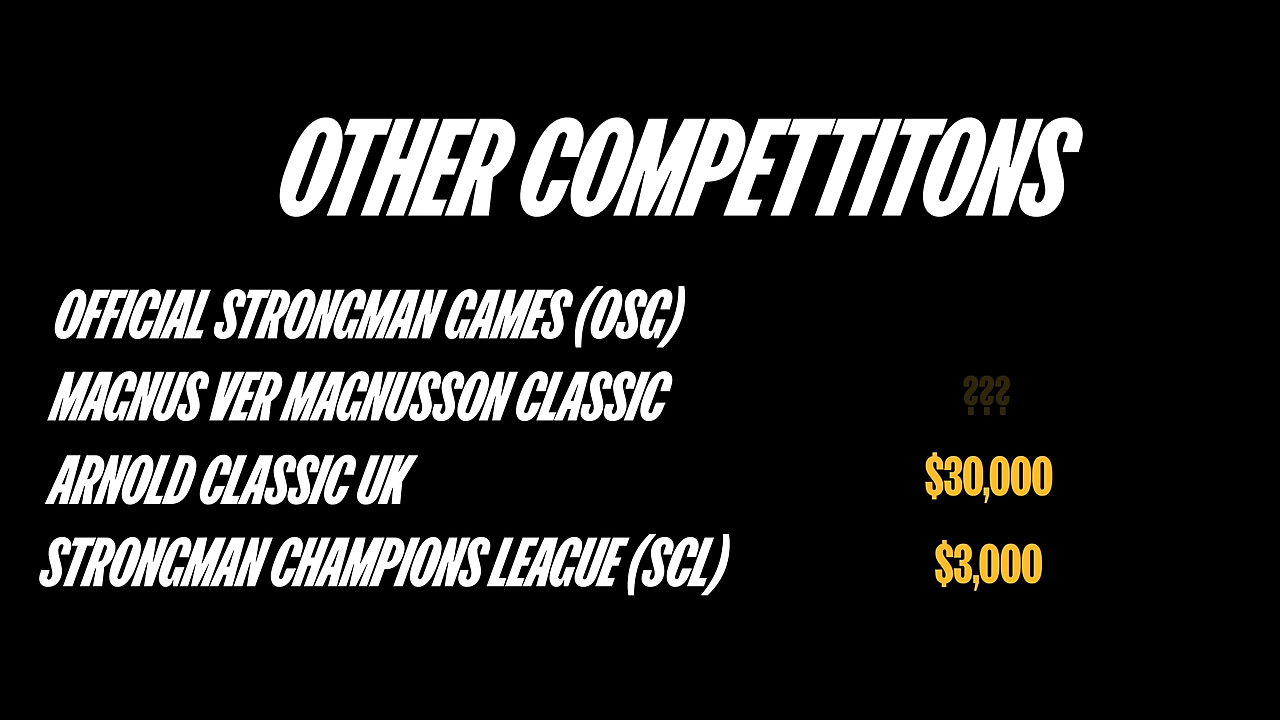 OTHER COMPETTITONS
OFFICIAL STRONGMAN GAMES (OSG)
MAGNUS VER MAGNUSSON CLASSIC ???
ARNOLD CLASSIC UK $30,000
STRONGMAN CHAMPIONS LEAGUE (SCL) $3,000